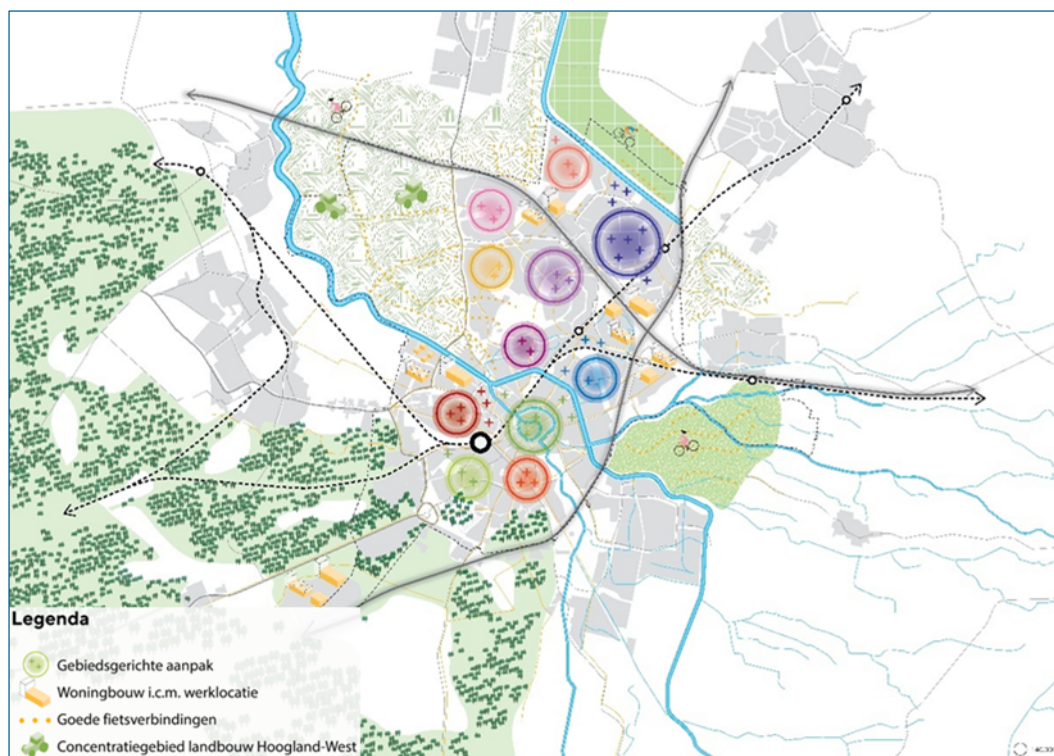 Legenda
Gebiedsgerichte aanpak
Woningbouw i.c.m. werklocatie
Goede fietsverbindingen
Concentratiegebied landbouw Hoogland-West